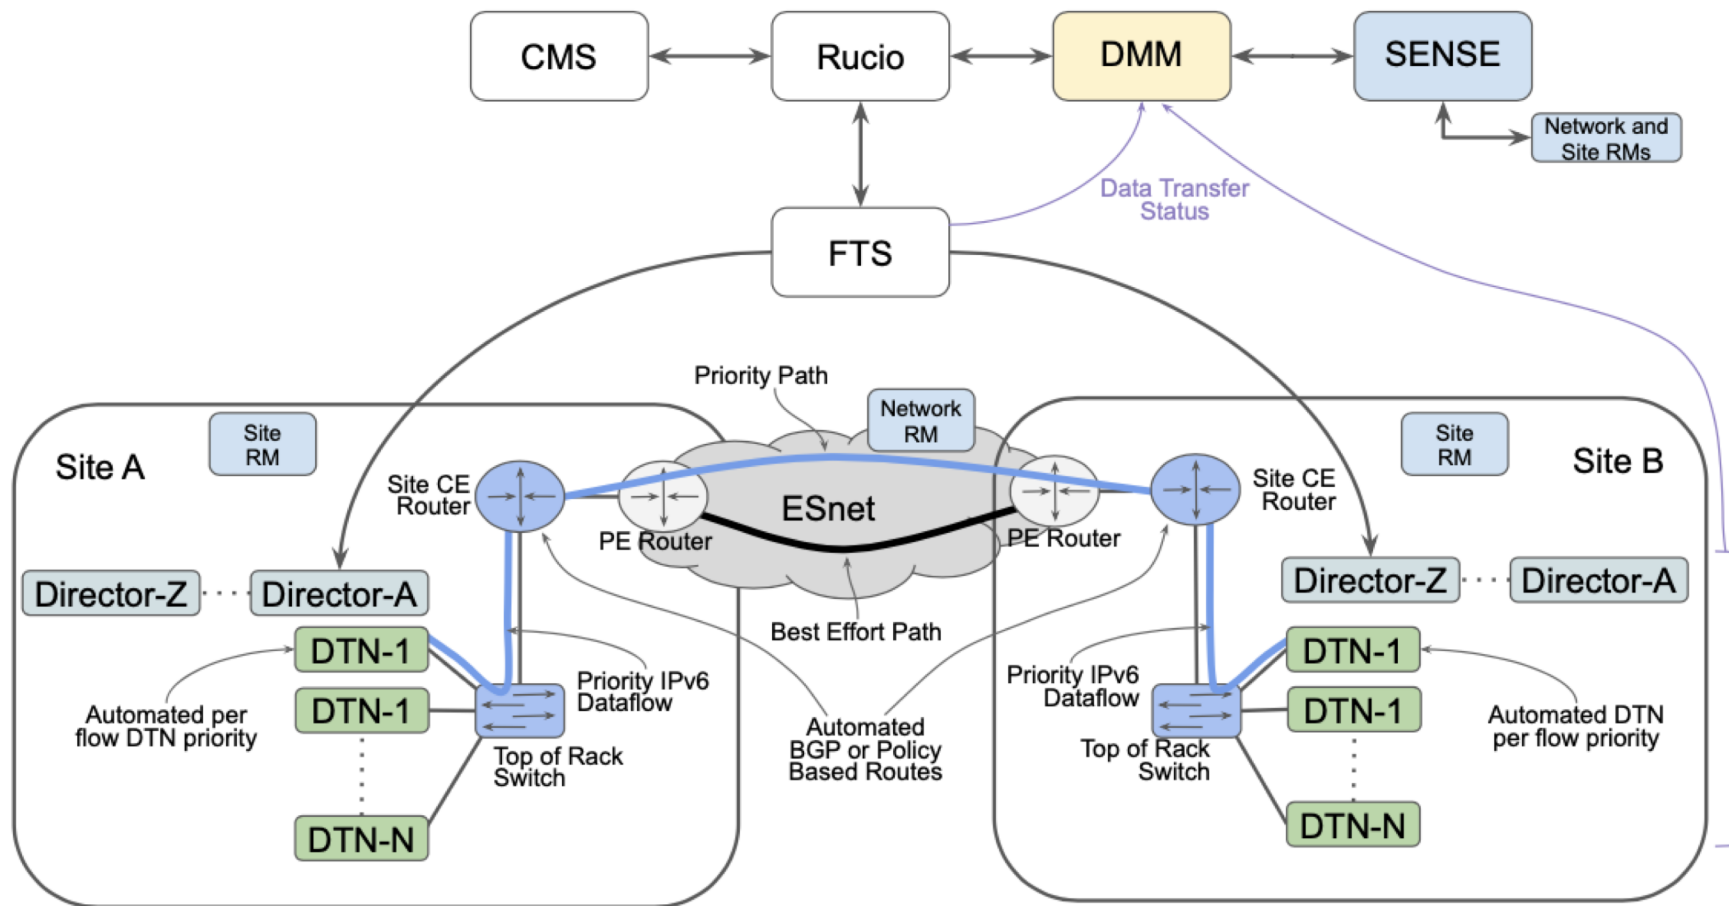 CMS
Rucio
DMM
SENSE
Network and
Site RMs
Data Transfer
Status
FTS
Priority Path
Network
RM
Site
RM
Site A
Site CE
Router
PE Router
ESnet
PE Router
Site CE
Router
Site
RM
Site B
Director-Z
Director-A
Director-Z
Director-A
Best Effort Path
DTN-1
DTN-1
DTN-N
Automated per
flow DTN priority
Priority IPv6
Dataflow
Top of Rack
Switch
Automated
BGP or Policy
Based Routes
Priority IPv6
Dataflow
Top of Rack
Switch
DTN-1
DTN-1
DTN-N
Automated DTN
per flow priority